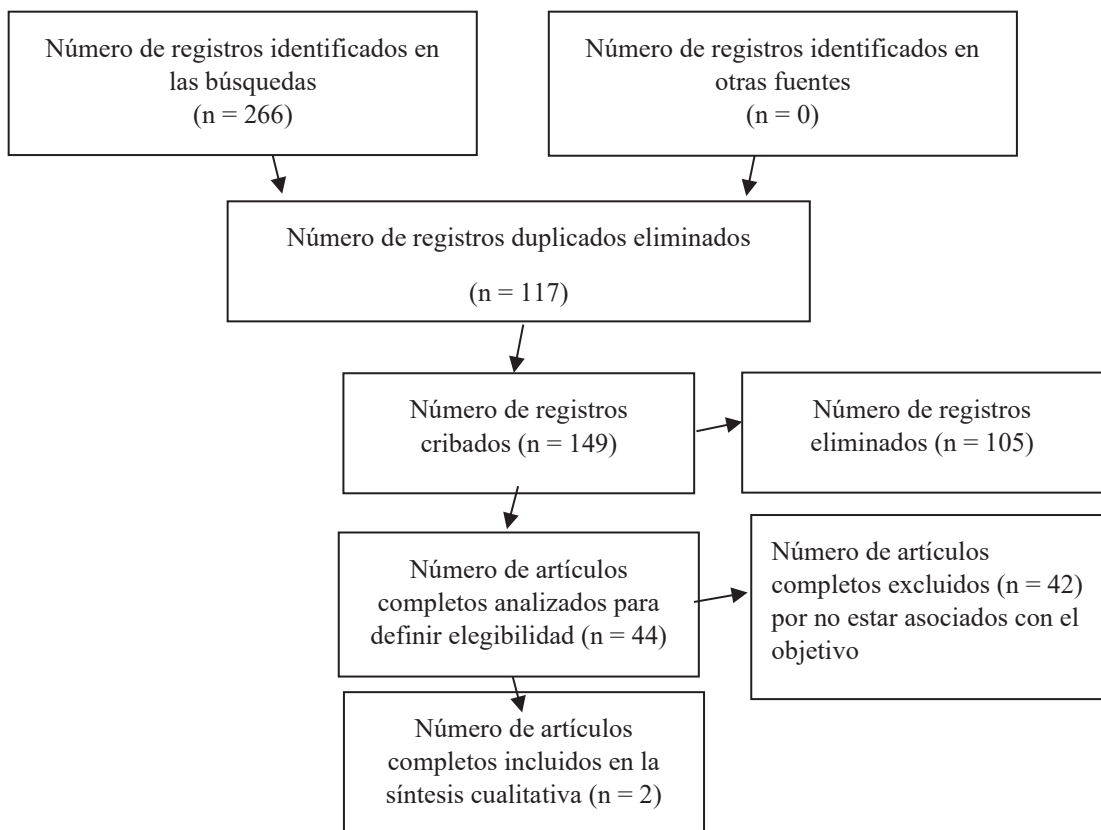 Número de registros identificados en
las búsquedas
(n = 266)
Número de registros identificados en
otras fuentes
(n = 0)
Número de registros duplicados eliminados
(n = 117)
Número de registros
cribados (n = 149)
Número de registros
eliminados (n = 105)
Número de artículos
completos analizados para
definir elegibilidad (n = 44)
Número de artículos
completos excluidos (n = 42)
por no estar asociados con el
objetivo
Número de artículos
completos incluidos en la
síntesis cualitativa (n = 2)